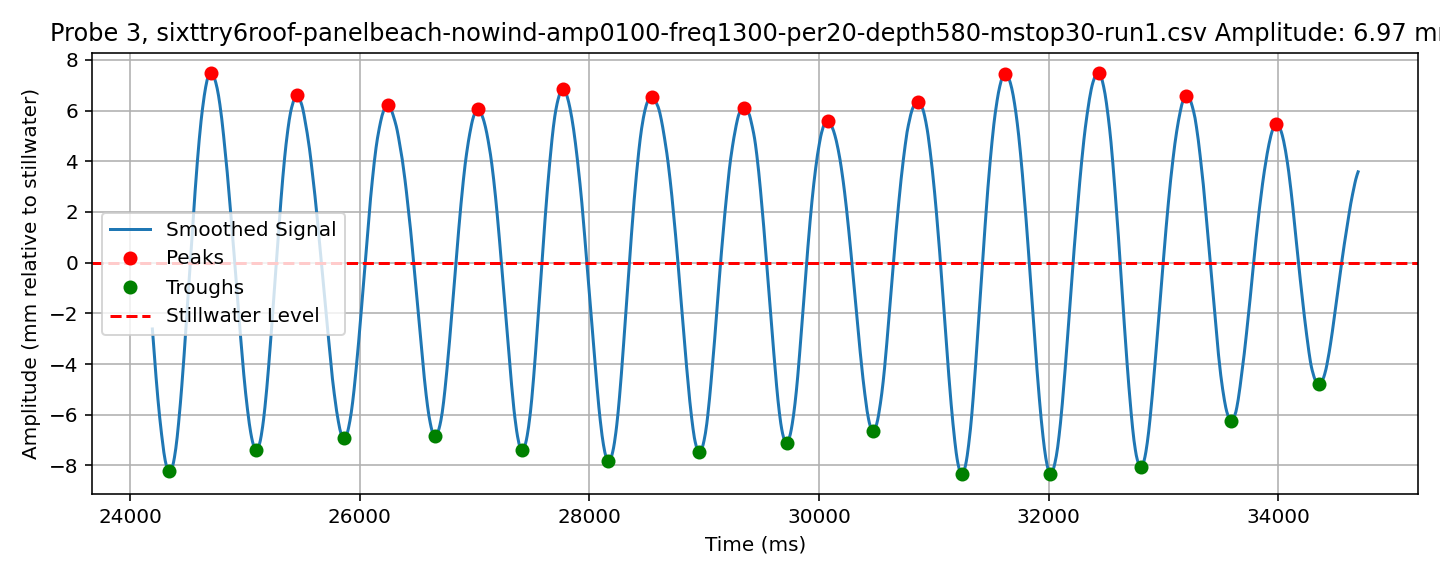 Probe 3, sixttry6roof-panelbeach-nowind-amp0100-freq1300-per20-depth580-mstop30-run1.csv Amplitude: 6.97 m
Amplitude (mm relative to stillwater)
8
6
4
2
0
−2
−4
−6
−8
Smoothed Signal
Peaks
Troughs
Stillwater Level
24000 26000 28000 30000 32000 34000
Time (ms)